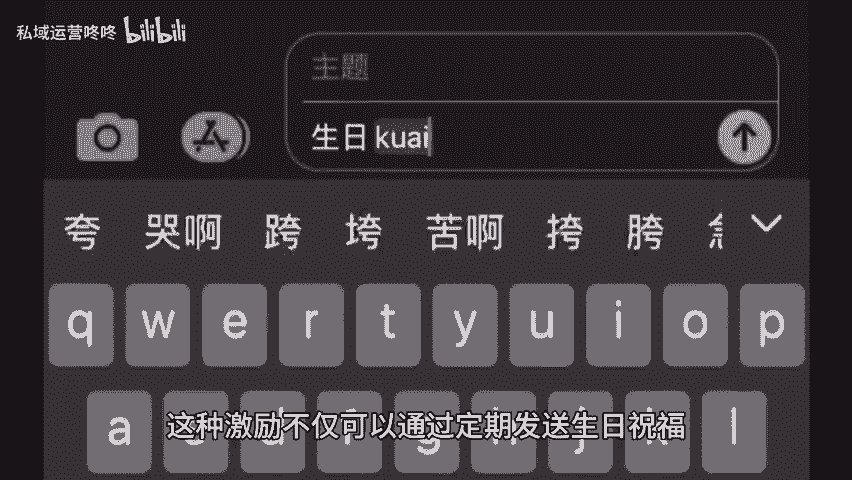 私域运营咚咚 bilibili
主题
生日 kuai
夸 哭啊 跨 垮 苦啊 挎 胯
q w e r t y u i o p
a s d f g h j k l
这种激励不仅可以通过定期发送生日祝福